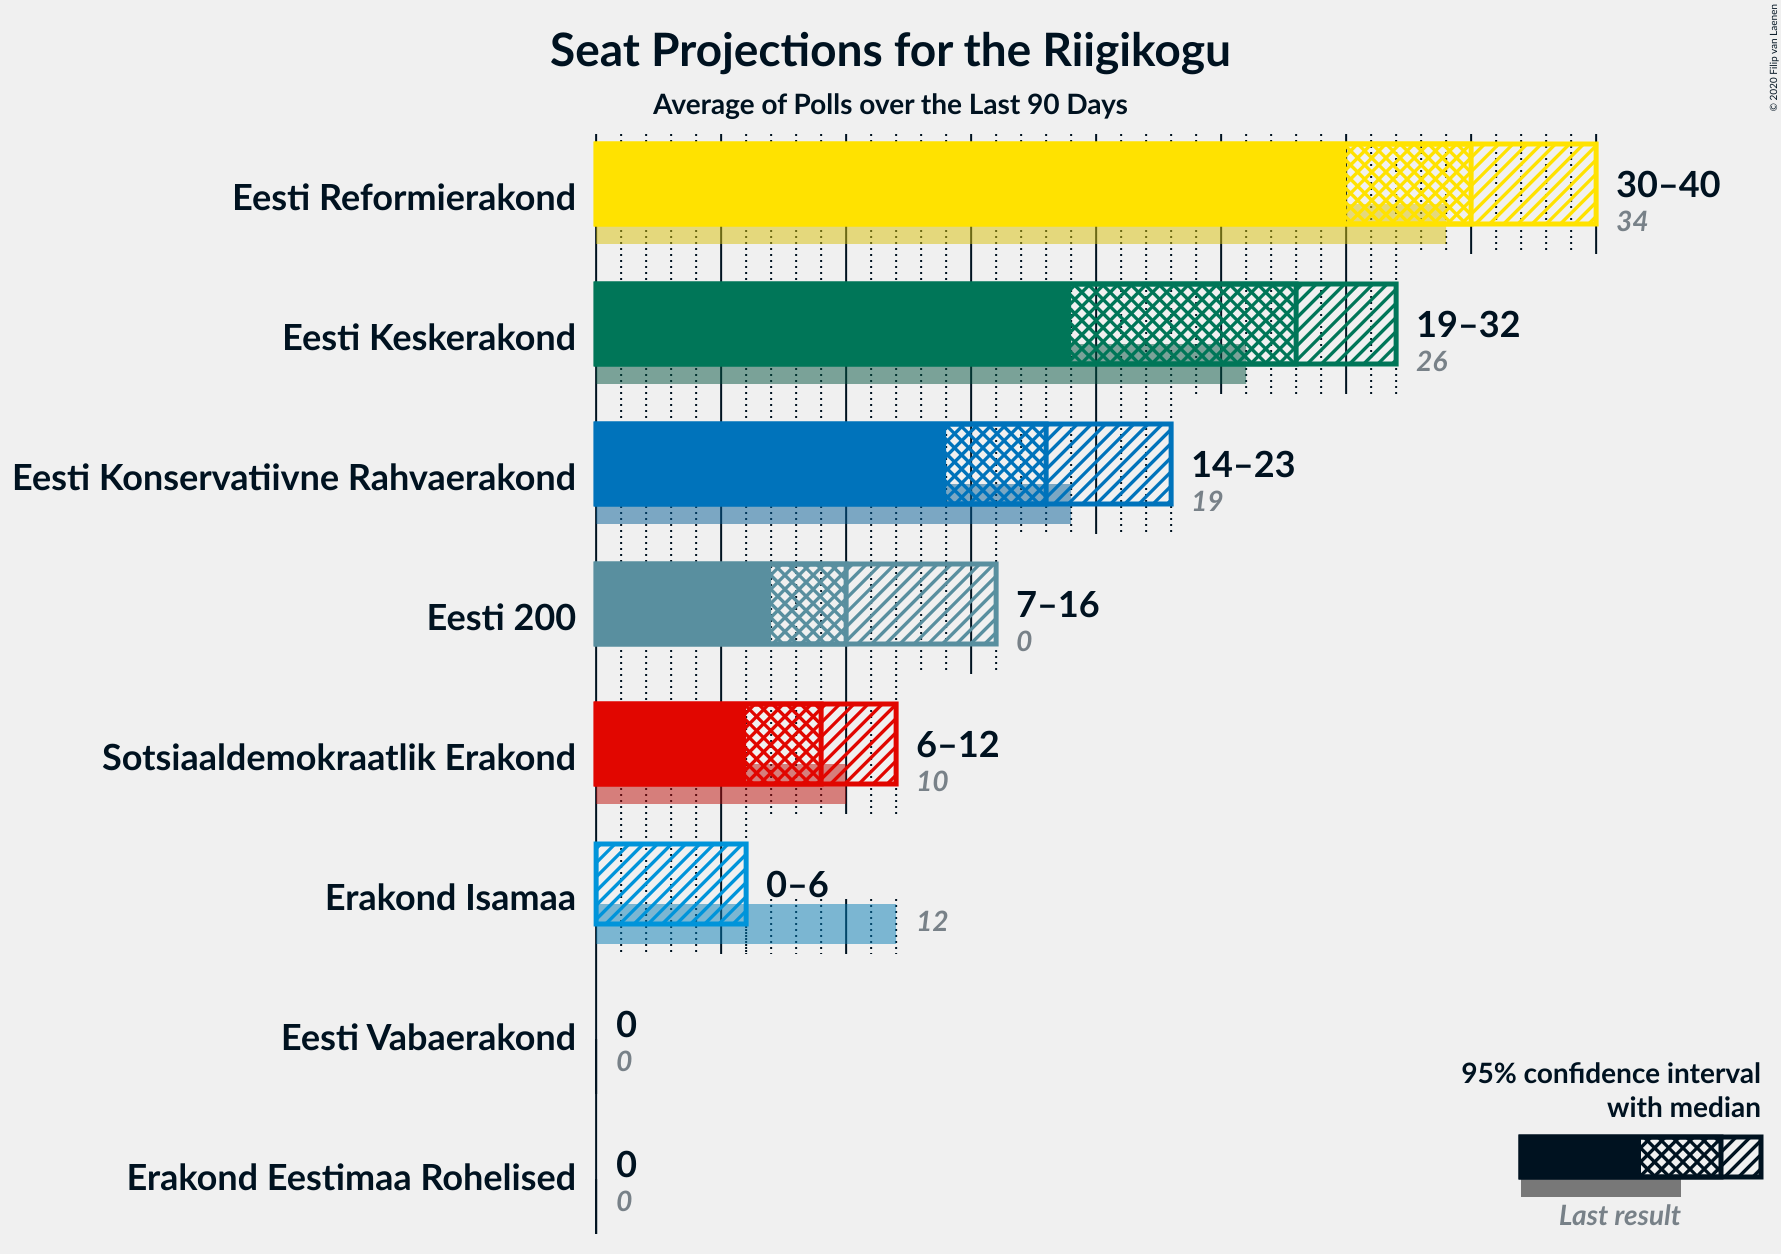 Seat Projections for the Riigikogu
Average of Polls over the Last 90 Days
© 2020 Filip van Laenen
Eesti Reformierakond
30–40
34
Eesti Keskerakond
19–32
26
Eesti Konservatiivne Rahvaerakond
14–23
19
Eesti 200
7–16
0
Sotsiaaldemokraatlik Erakond
6–12
10
Erakond Isamaa
0–6
12
Eesti Vabaerakond
0
0
Erakond Eestimaa Rohelised
0
0
95% confidence interval
with median
Last result